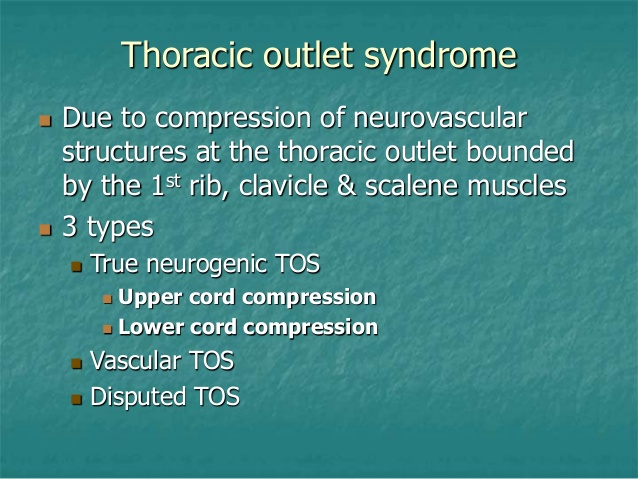 Thoracic outlet syndrome
Due to compression of neurovascular
structures at the thoracic outlet bounded
by the 1st rib, clavicle & scalene muscles
3 types
True neurogenic TOS
Upper cord compression
Lower cord compression
Vascular TOS
Disputed TOS